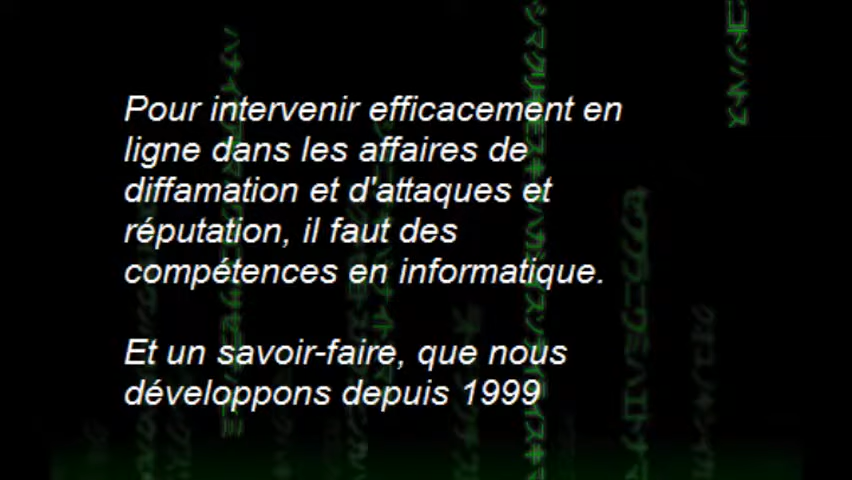 Pour intervenir efficacement en
ligne dans les affaires de
diffamation et d'attaques et
réputation, il faut des
compétences en informatique.
Et un savoir-faire, que nous
développons depuis 1999